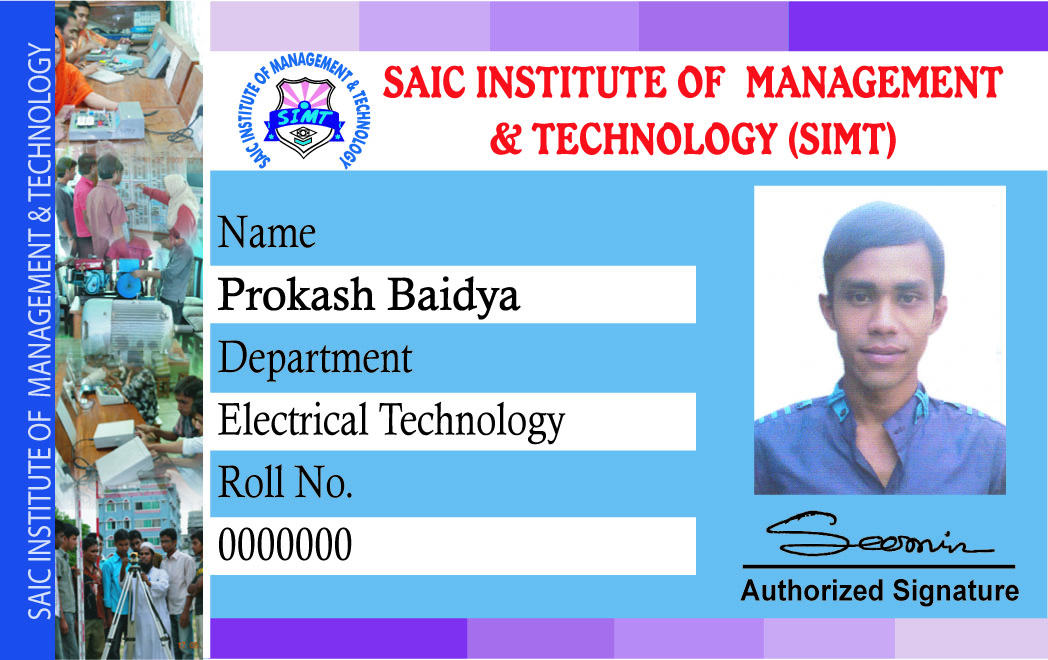 SAIC INSTITUTE OF MANAGEMENT & TECHNOLOGY
SAIC INSTITUTE OF MANAGEMENT & TECHNOLOGY
SIMT
SAIC INSTITUTE OF MANAGEMENT
& TECHNOLOGY (SIMT)
Name
Prokash Baidya
Department
Electrical Technology
Roll No.
0000000
Authorized Signature